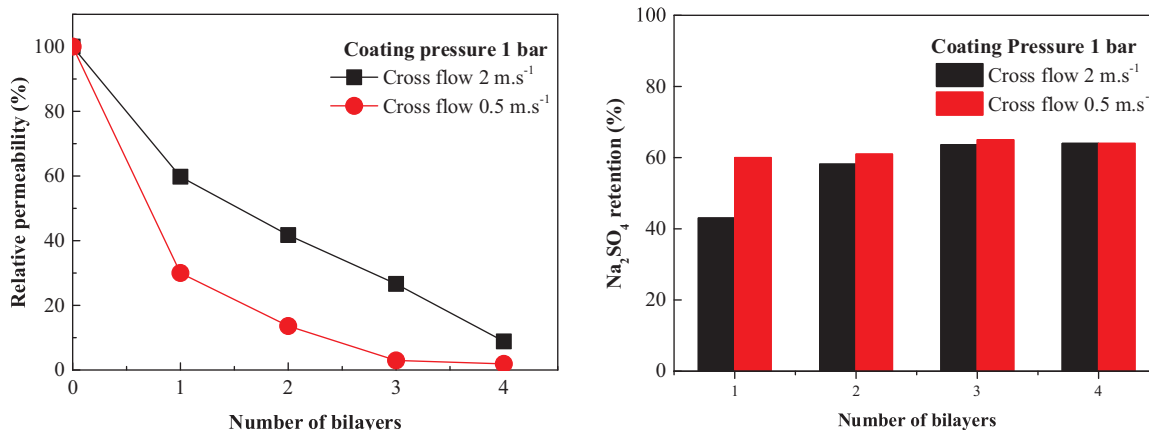 Coating pressure 1 bar
Cross flow 2 m.s⁻¹
Cross flow 0.5 m.s⁻¹
Relative permeability (%)
100
80
60
40
20
0
0 1 2 3 4
Number of bilayers
Coating Pressure 1 bar
Cross flow 2 m.s⁻¹
Cross flow 0.5 m.s⁻¹
Na₂SO₄ retention (%)
100
80
60
40
20
0
1 2 3 4
Number of bilayers